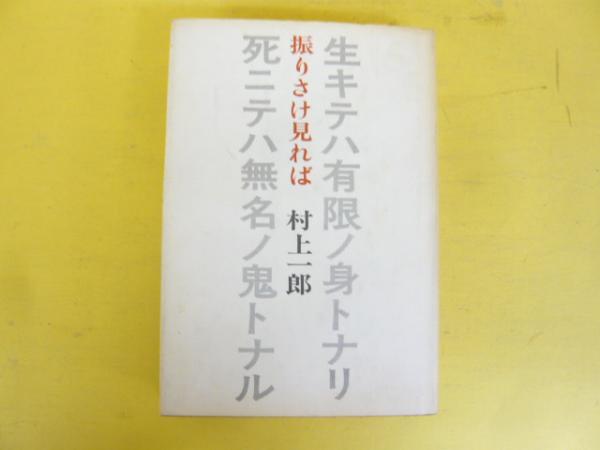 生キテハ有限ノ身トナリ
振りさけ見れば 村上一郎
死ニテハ無名ノ鬼トナル